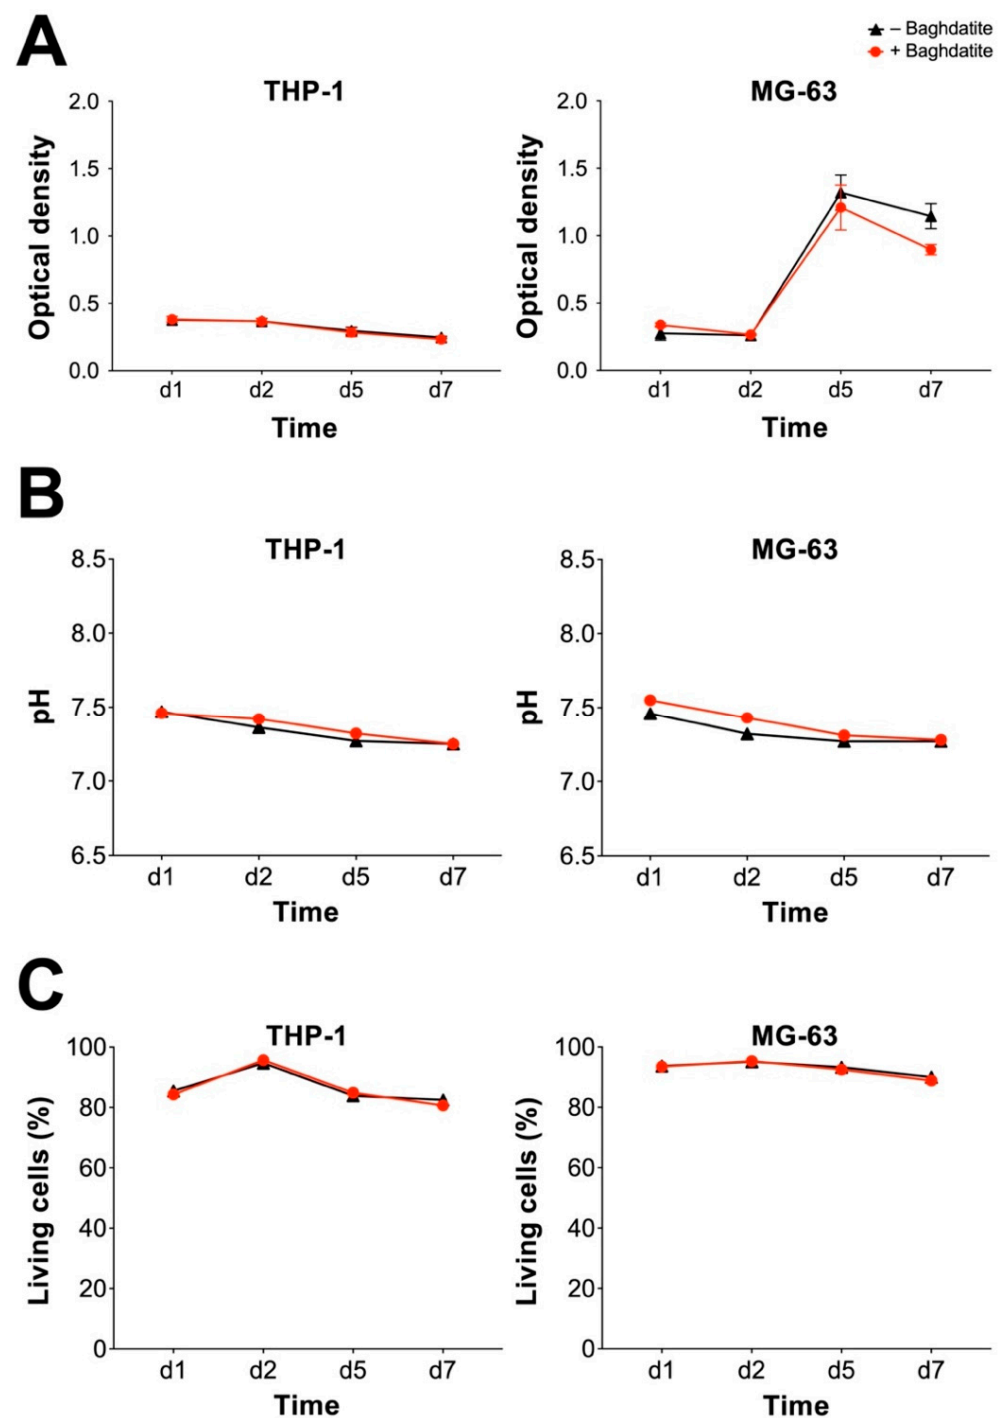 A
– Baghdatite
+ Baghdatite
THP-1
2.0
1.5
1.0
0.5
0.0
Optical density
d1 d2 d5 d7
Time
MG-63
2.0
1.5
1.0
0.5
0.0
Optical density
d1 d2 d5 d7
Time
B
THP-1
8.5
8.0
7.5
7.0
6.5
pH
d1 d2 d5 d7
Time
MG-63
8.5
8.0
7.5
7.0
6.5
pH
d1 d2 d5 d7
Time
C
THP-1
100
80
60
40
20
0
Living cells (%)
d1 d2 d5 d7
Time
MG-63
100
80
60
40
20
0
Living cells (%)
d1 d2 d5 d7
Time